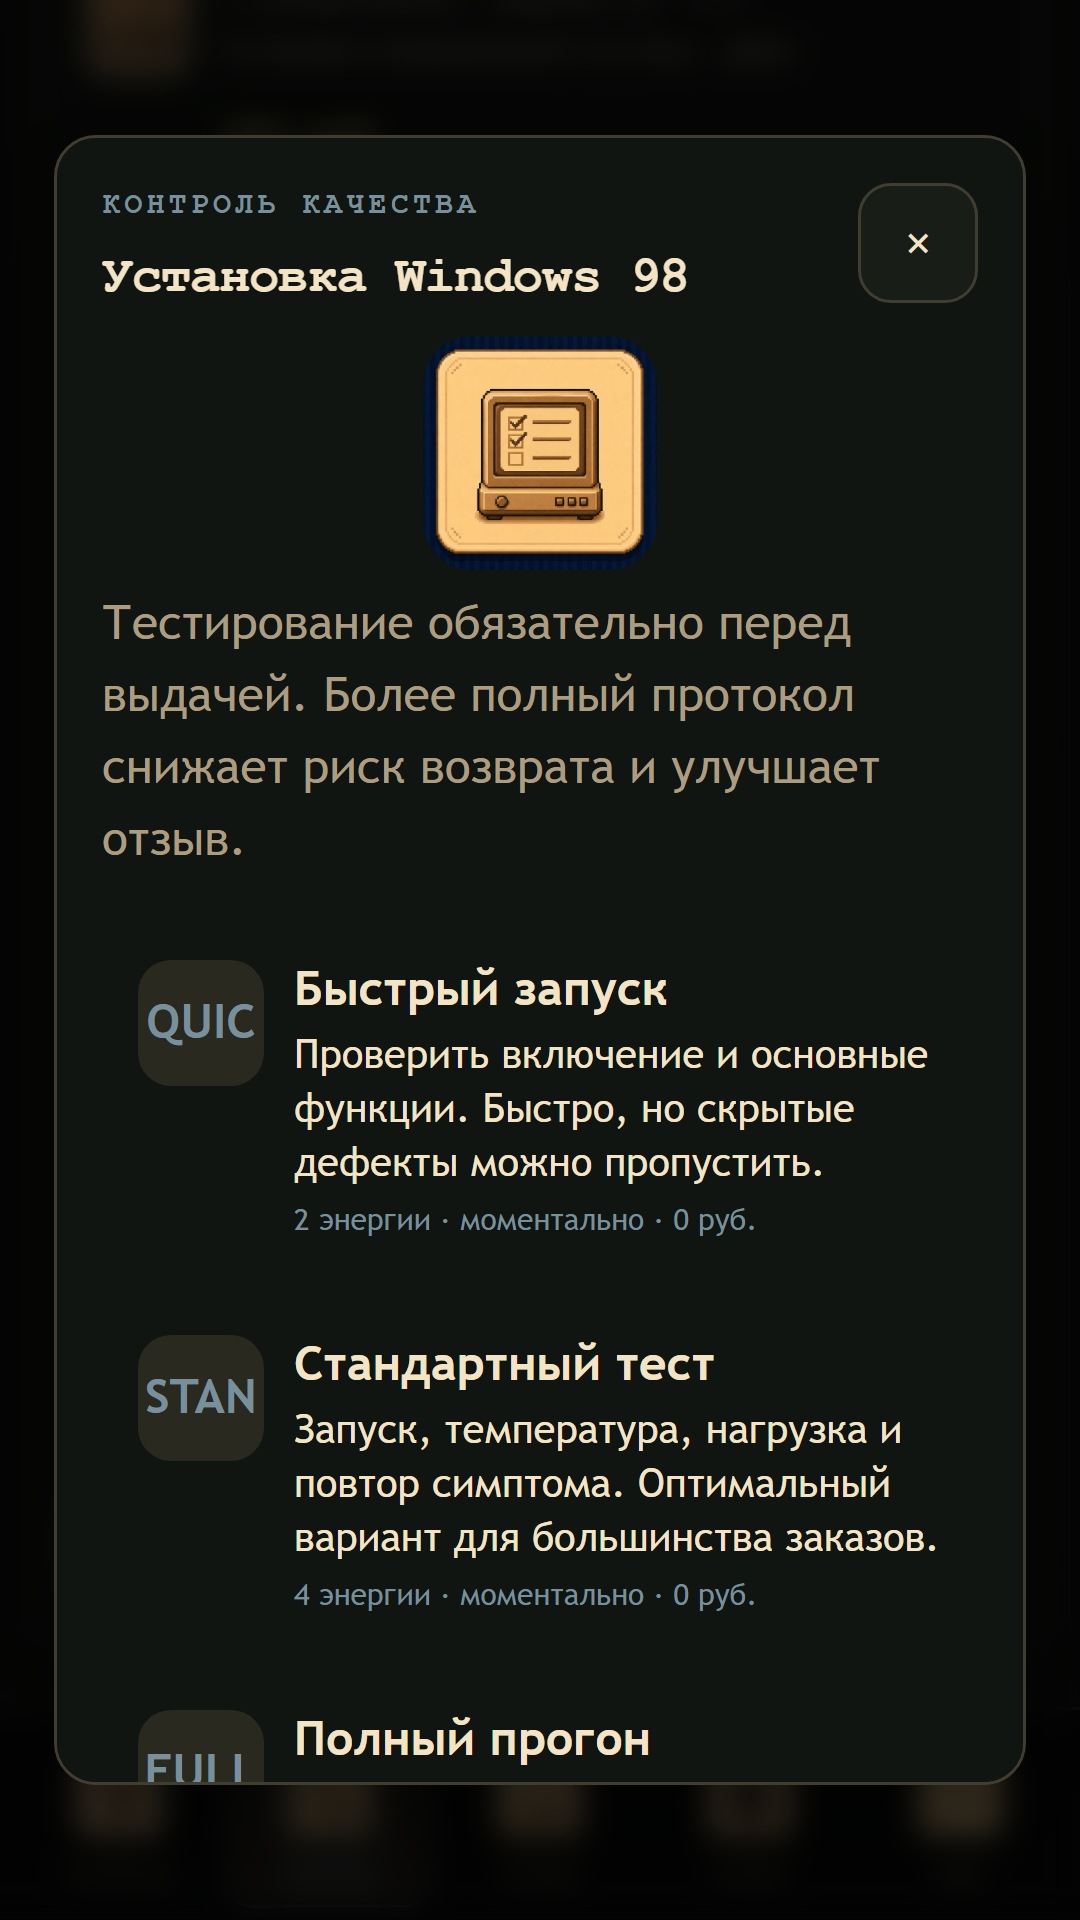 КОНТРОЛЬ КАЧЕСТВА
Установка Windows 98
×
Тестирование обязательно перед
выдачей. Более полный протокол
снижает риск возврата и улучшает
отзыв.
QUIC
Быстрый запуск
Проверить включение и основные
функции. Быстро, но скрытые
дефекты можно пропустить.
2 энергии · моментально · 0 руб.
STAN
Стандартный тест
Запуск, температура, нагрузка и
повтор симптома. Оптимальный
вариант для большинства заказов.
4 энергии · моментально · 0 руб.
FULL
Полный прогон